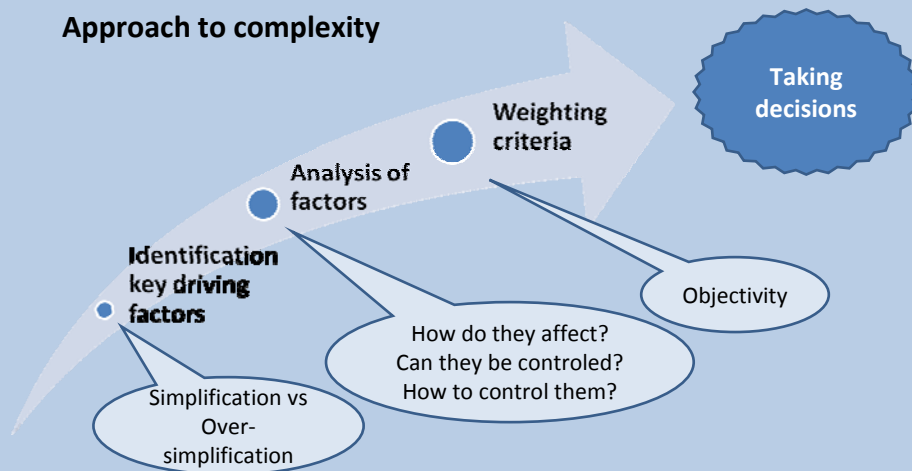 Approach to complexity
Taking
decisions
Weighting
criteria
Analysis of
factors
Identification
key driving
factors
Objectivity
How do they affect?
Can they be controled?
How to control them?
Simplification vs
Over-
simplification